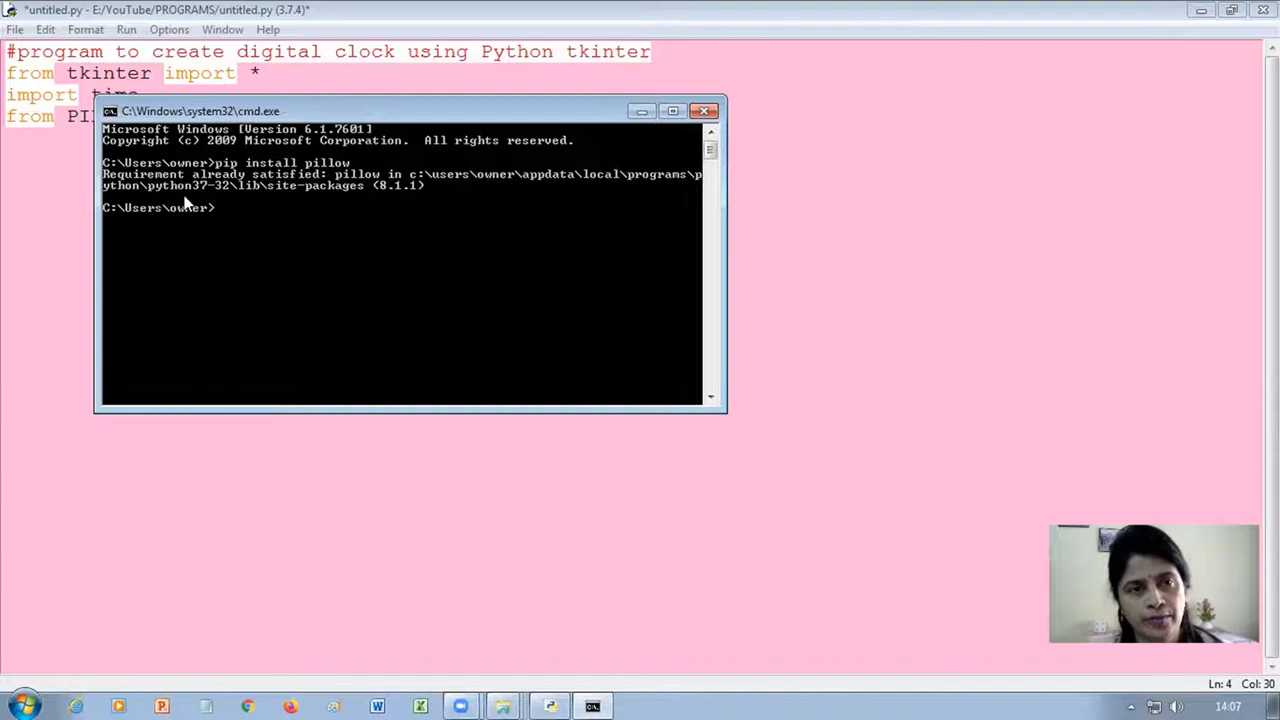 *untitled.py - E:/YouTube/PROGRAMS/untitled.py (3.7.4)*
File Edit Format Run Options Window Help
#program to create digital clock using Python tkinter
from tkinter import *
import time
from PI
C:\Windows\system32\cmd.exe
Microsoft Windows [Version 6.1.7601]
Copyright (c) 2009 Microsoft Corporation. All rights reserved.
C:\Users\owner>pip install pillow
Requirement already satisfied: pillow in c:\users\owner\appdata\local\programs\p
ython\python37-32\lib\site-packages (8.1.1)
C:\Users\owner>
Ln: 4 Col: 30
14:07